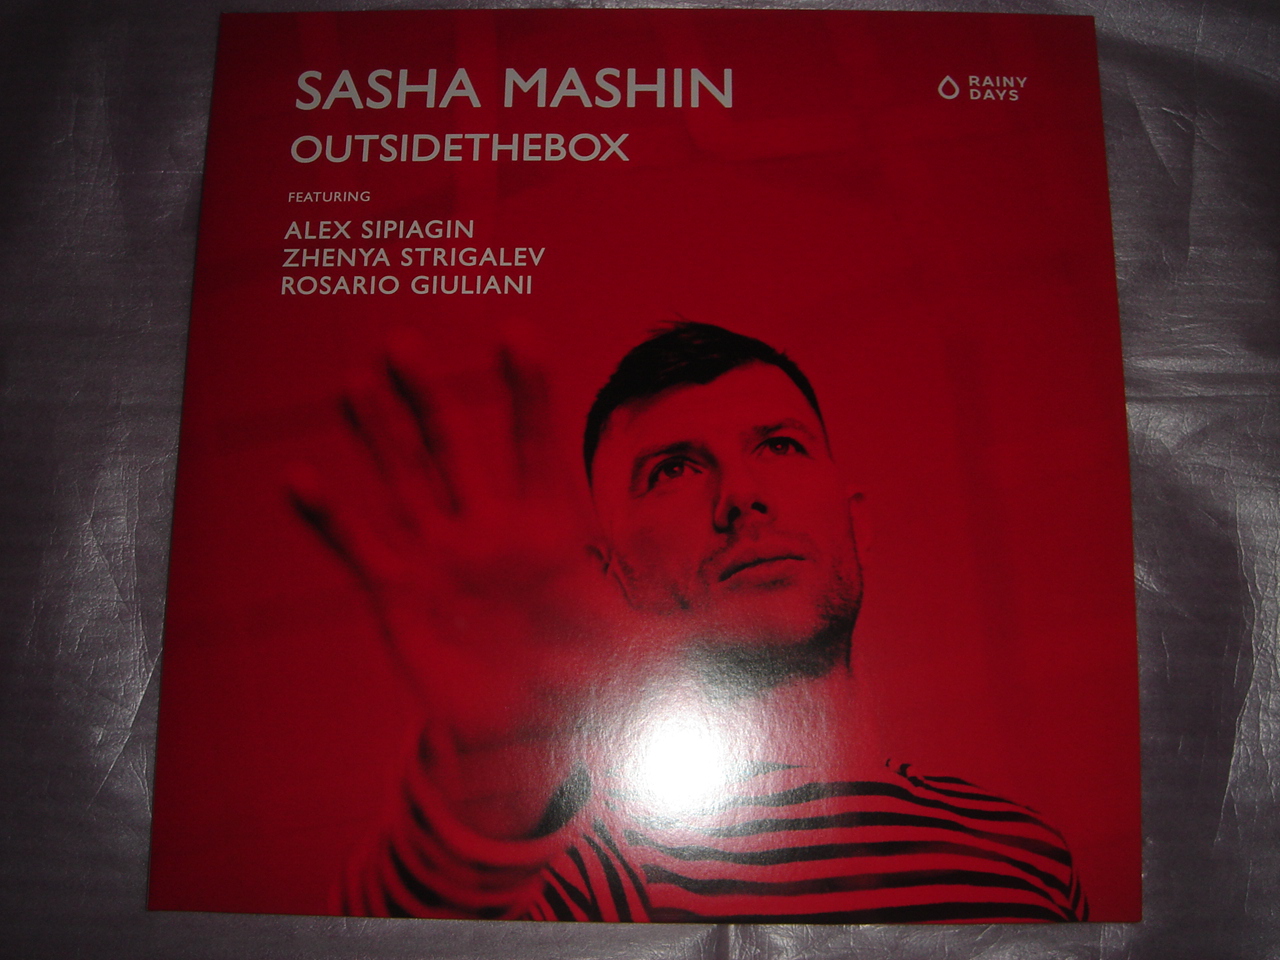 SASHA MASHIN
OUTSIDETHEBOX
FEATURING
ALEX SIPIAGIN
ZHENYA STRIGALEV
ROSARIO GIULIANI
RAINY
DAYS